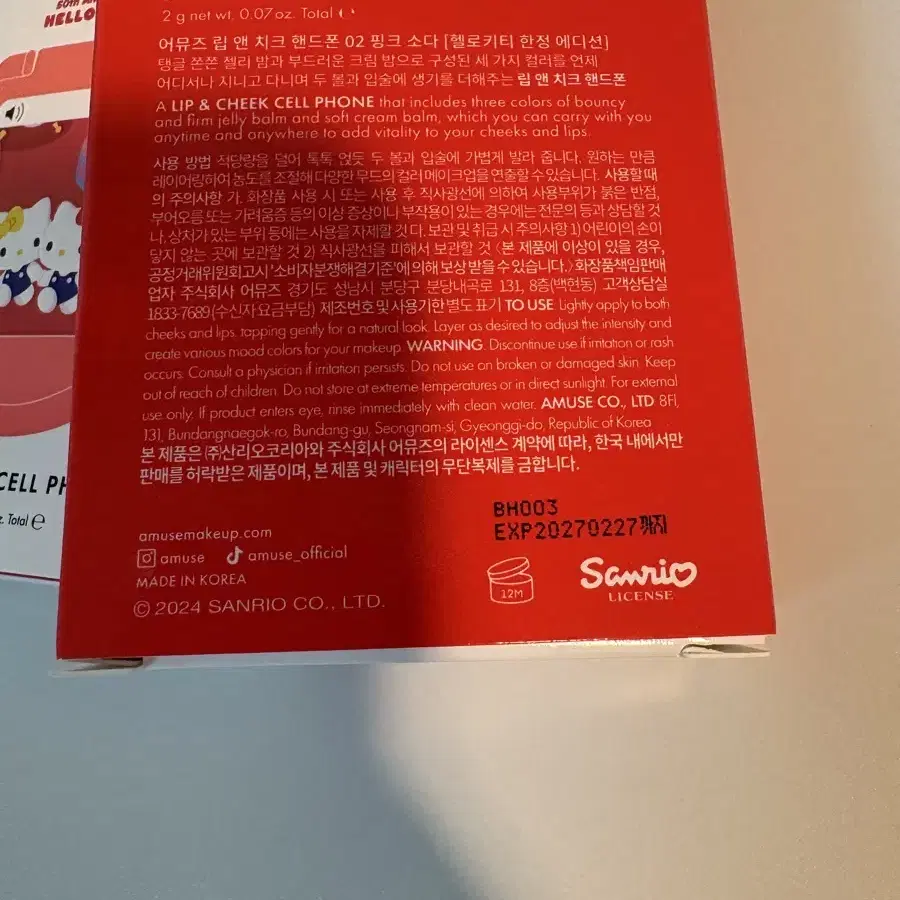 50th
HELLO
CELL PH
z. Total ℮
2 g net wt. 0.07oz. Total ℮
어뮤즈 립 앤 치크 핸드폰 02 핑크 소다 [헬로키티 한정 에디션]
탱글 쫀쫀 젤리 밤과 부드러운 크림 밤으로 구성된 세 가지 컬러를 언제
어디서나 지니고 다니며 두 볼과 입술에 생기를 더해주는 립 앤 치크 핸드폰
A LIP & CHEEK CELL PHONE that includes three colors of bouncy
and firm jelly balm and soft cream balm, which you can carry with you
anytime and anywhere to add vitality to your cheeks and lips.
사용 방법 적당량을 덜어 톡톡 얹듯 두 볼과 입술에 가볍게 발라 줍니다. 원하는 만큼
레이어링하여 농도를 조절해 다양한 무드의 컬러 메이크업을 연출할 수 있습니다. 사용할 때
의 주의사항 가. 화장품 사용 시 또는 사용 후 직사광선에 의하여 사용부위가 붉은 반점,
부어오름 또는 가려움증 등의 이상 증상이나 부작용이 있는 경우에는 전문의 등과 상담할 것
나. 상처가 있는 부위 등에는 사용을 자제할 것 다. 보관 및 취급 시 주의사항 1) 어린이의 손이
닿지 않는 곳에 보관할 것 2) 직사광선을 피해서 보관할 것 〈본 제품에 이상이 있을 경우,
공정거래위원회고시 '소비자분쟁해결기준'에 의해 보상 받을 수 있습니다.〉 화장품책임판매
업자 주식회사 어뮤즈 경기도 성남시 분당구 분당내곡로 131, 8층(백현동) 고객상담실
1833-7689(수신자 요금부담) 제조번호 및 사용기한 별도 표기 TO USE Lightly apply to both
cheeks and lips, tapping gently for a natural look. Layer as desired to adjust the intensity and
create various mood colors for your makeup. WARNING. Discontinue use if irritation or rash
occurs. Consult a physician if irritation persists. Do not use on broken or damaged skin. Keep
out of reach of children. Do not store at extreme temperatures or in direct sunlight. For external
use only. If product enters eye, rinse immediately with clean water. AMUSE CO., LTD 8Fl,
131, Bundangnaegok-ro, Bundang-gu, Seongnam-si, Gyeonggi-do, Republic of Korea
본 제품은 (주)산리오코리아와 주식회사 어뮤즈의 라이센스 계약에 따라, 한국 내에서만
판매를 허락받은 제품이며, 본 제품 및 캐릭터의 무단복제를 금합니다.
BH003
EXP20270227까지
amusemakeup.com
amuse amuse_official
MADE IN KOREA
© 2024 SANRIO CO., LTD.
12M
Sanrio
LICENSE